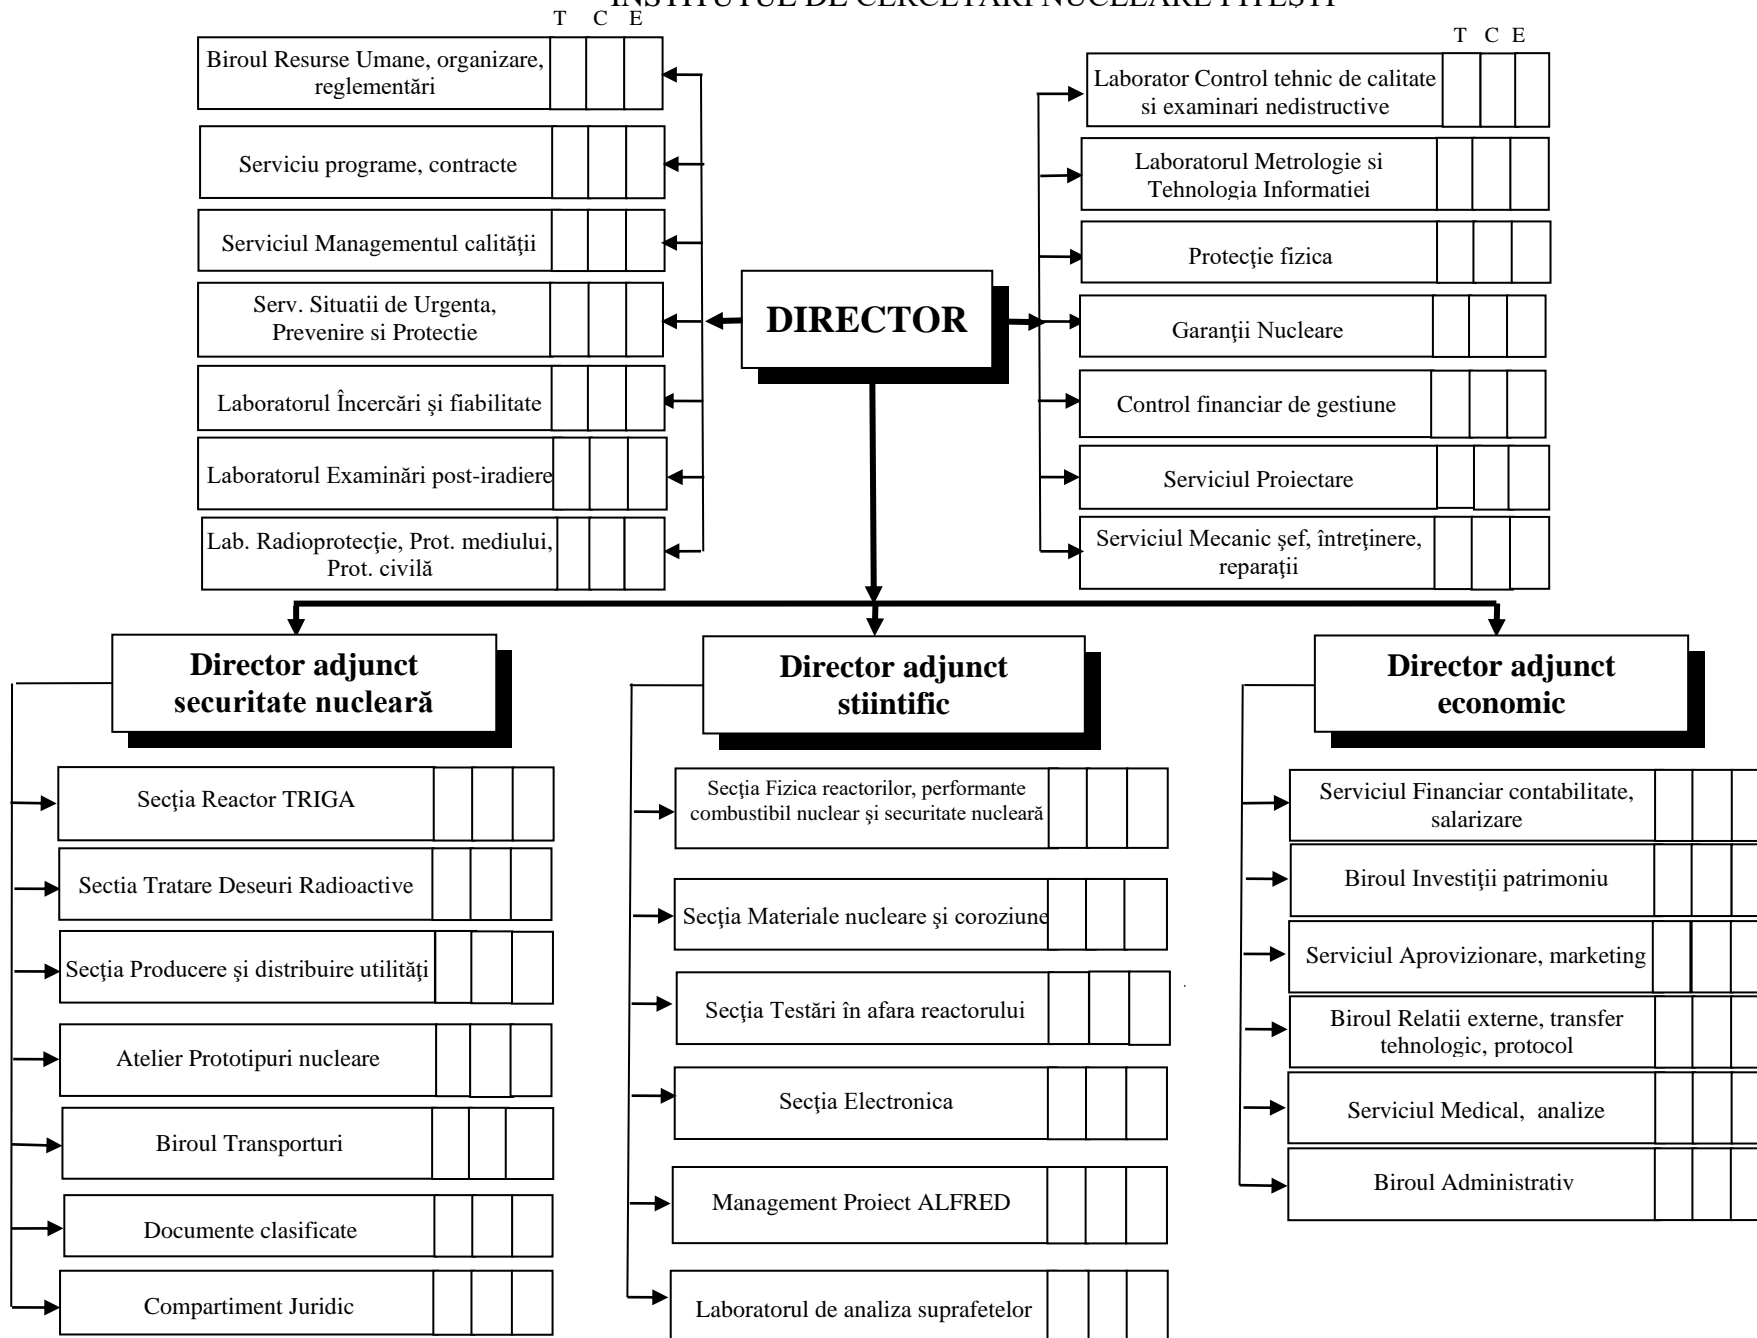 INSTITUTUL DE CERCETĂRI NUCLEARE PITEŞTI
T C E
Biroul Resurse Umane, organizare,
reglementări
Serviciu programe, contracte
Serviciul Managementul calităţii
Serv. Situatii de Urgenta,
Prevenire si Protectie
Laboratorul Încercări şi fiabilitate
Laboratorul Examinări post-iradiere
Lab. Radioprotecţie, Prot. mediului,
Prot. civilă
DIRECTOR
T C E
Laborator Control tehnic de calitate
si examinari nedistructive
Laboratorul Metrologie si
Tehnologia Informatiei
Protecţie fizica
Garanţii Nucleare
Control financiar de gestiune
Serviciul Proiectare
Serviciul Mecanic şef, întreţinere,
reparaţii
Director adjunct
securitate nucleară
Secţia Reactor TRIGA
Sectia Tratare Deseuri Radioactive
Secţia Producere şi distribuire utilităţi
Atelier Prototipuri nucleare
Biroul Transporturi
Documente clasificate
Compartiment Juridic
Director adjunct
stiintific
Secţia Fizica reactorilor, performante
combustibil nuclear şi securitate nucleară
Secţia Materiale nucleare şi coroziune
Secţia Testări în afara reactorului
Secţia Electronica
Management Proiect ALFRED
Laboratorul de analiza suprafetelor
Director adjunct
economic
Serviciul Financiar contabilitate,
salarizare
Biroul Investiţii patrimoniu
Serviciul Aprovizionare, marketing
Biroul Relatii externe, transfer
tehnologic, protocol
Serviciul Medical, analize
Biroul Administrativ